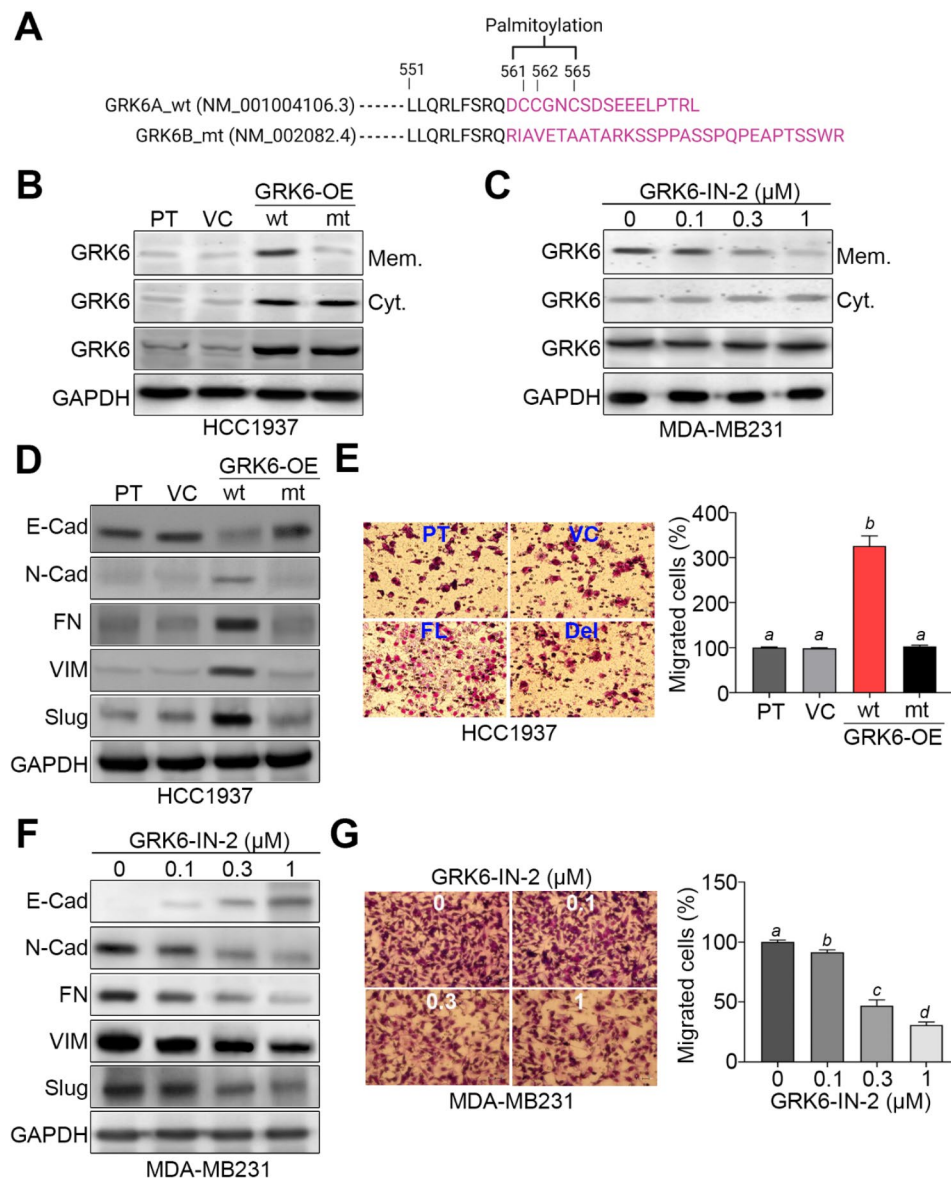 A
Palmitoylation
551
561 562 565
GRK6A_wt (NM_001004106.3) ------ LLQRLFSRQDCCGNCSDSEEELPTRL
GRK6B_mt (NM_002082.4) ------ LLQRLFSRQRIAVETAATARKSSPPASSPQPEAPTSSWR
B
GRK6-OE
PT VC wt mt
GRK6 Mem.
GRK6 Cyt.
GRK6
GAPDH
HCC1937
C
GRK6-IN-2 (µM)
0 0.1 0.3 1
GRK6 Mem.
GRK6 Cyt.
GRK6
GAPDH
MDA-MB231
D
GRK6-OE
PT VC wt mt
E-Cad
N-Cad
FN
VIM
Slug
GAPDH
HCC1937
E
PT VC
FL Del
HCC1937
Migrated cells (%)
400
300
200
100
0
a a b a
PT VC wt mt
GRK6-OE
F
GRK6-IN-2 (µM)
0 0.1 0.3 1
E-Cad
N-Cad
FN
VIM
Slug
GAPDH
MDA-MB231
G
GRK6-IN-2 (µM)
0 0.1
0.3 1
MDA-MB231
Migrated cells (%)
150
100
50
0
a b c d
0 0.1 0.3 1
GRK6-IN-2 (µM)